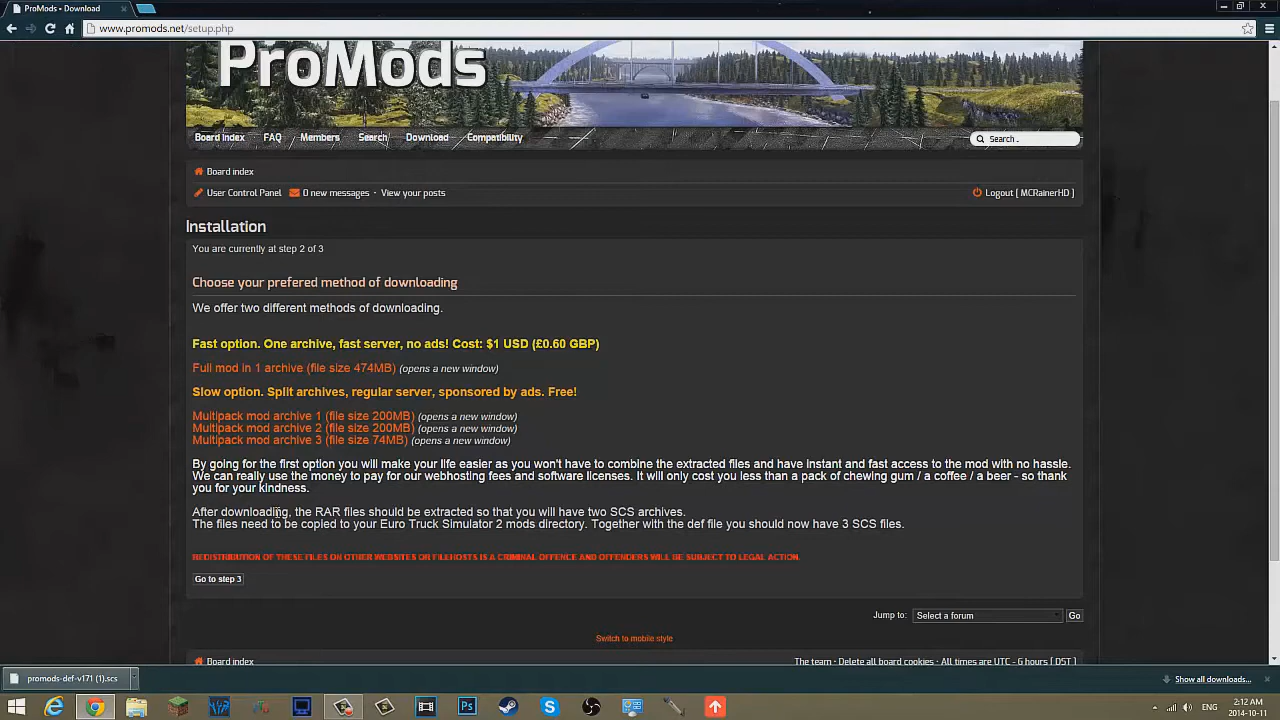 ProMods • Download
www.promods.net/setup.php
ProMods
Board index FAQ Members Search Download Compatibility
Search…
Board index
User Control Panel 0 new messages • View your posts Logout [ MCRainerHD ]
Installation
You are currently at step 2 of 3
Choose your prefered method of downloading
We offer two different methods of downloading.
Fast option. One archive, fast server, no ads! Cost: $1 USD (£0.60 GBP)
Full mod in 1 archive (file size 474MB) (opens a new window)
Slow option. Split archives, regular server, sponsored by ads. Free!
Multipack mod archive 1 (file size 200MB) (opens a new window)
Multipack mod archive 2 (file size 200MB) (opens a new window)
Multipack mod archive 3 (file size 74MB) (opens a new window)
By going for the first option you will make your life easier as you won't have to combine the extracted files and have instant and fast access to the mod with no hassle.
We can really use the money to pay for our webhosting fees and software licenses. It will only cost you less than a pack of chewing gum / a coffee / a beer - so thank
you for your kindness.
After downloading, the RAR files should be extracted so that you will have two SCS archives.
The files need to be copied to your Euro Truck Simulator 2 mods directory. Together with the def file you should now have 3 SCS files.
REDISTRIBUTION OF THESE FILES ON OTHER WEBSITES OR FILEHOSTS IS A CRIMINAL OFFENCE AND OFFENDERS WILL BE SUBJECT TO LEGAL ACTION.
Go to step 3
Jump to: Select a forum Go
Switch to mobile style
Board index The team • Delete all board cookies • All times are UTC - 6 hours [ DST ]
promods-def-v171 (1).scs Show all downloads...
Ps
ENG 2:12 AM
2014-10-11